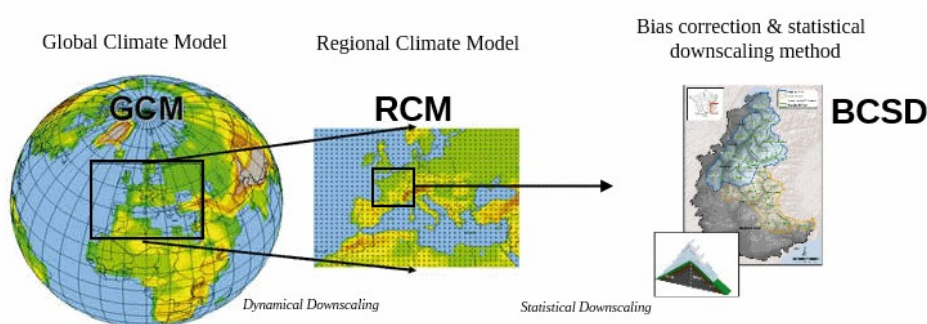 Global Climate Model
Regional Climate Model
Bias correction & statistical
downscaling method
GCM
RCM
BCSD
Dynamical Downscaling
Statistical Downscaling